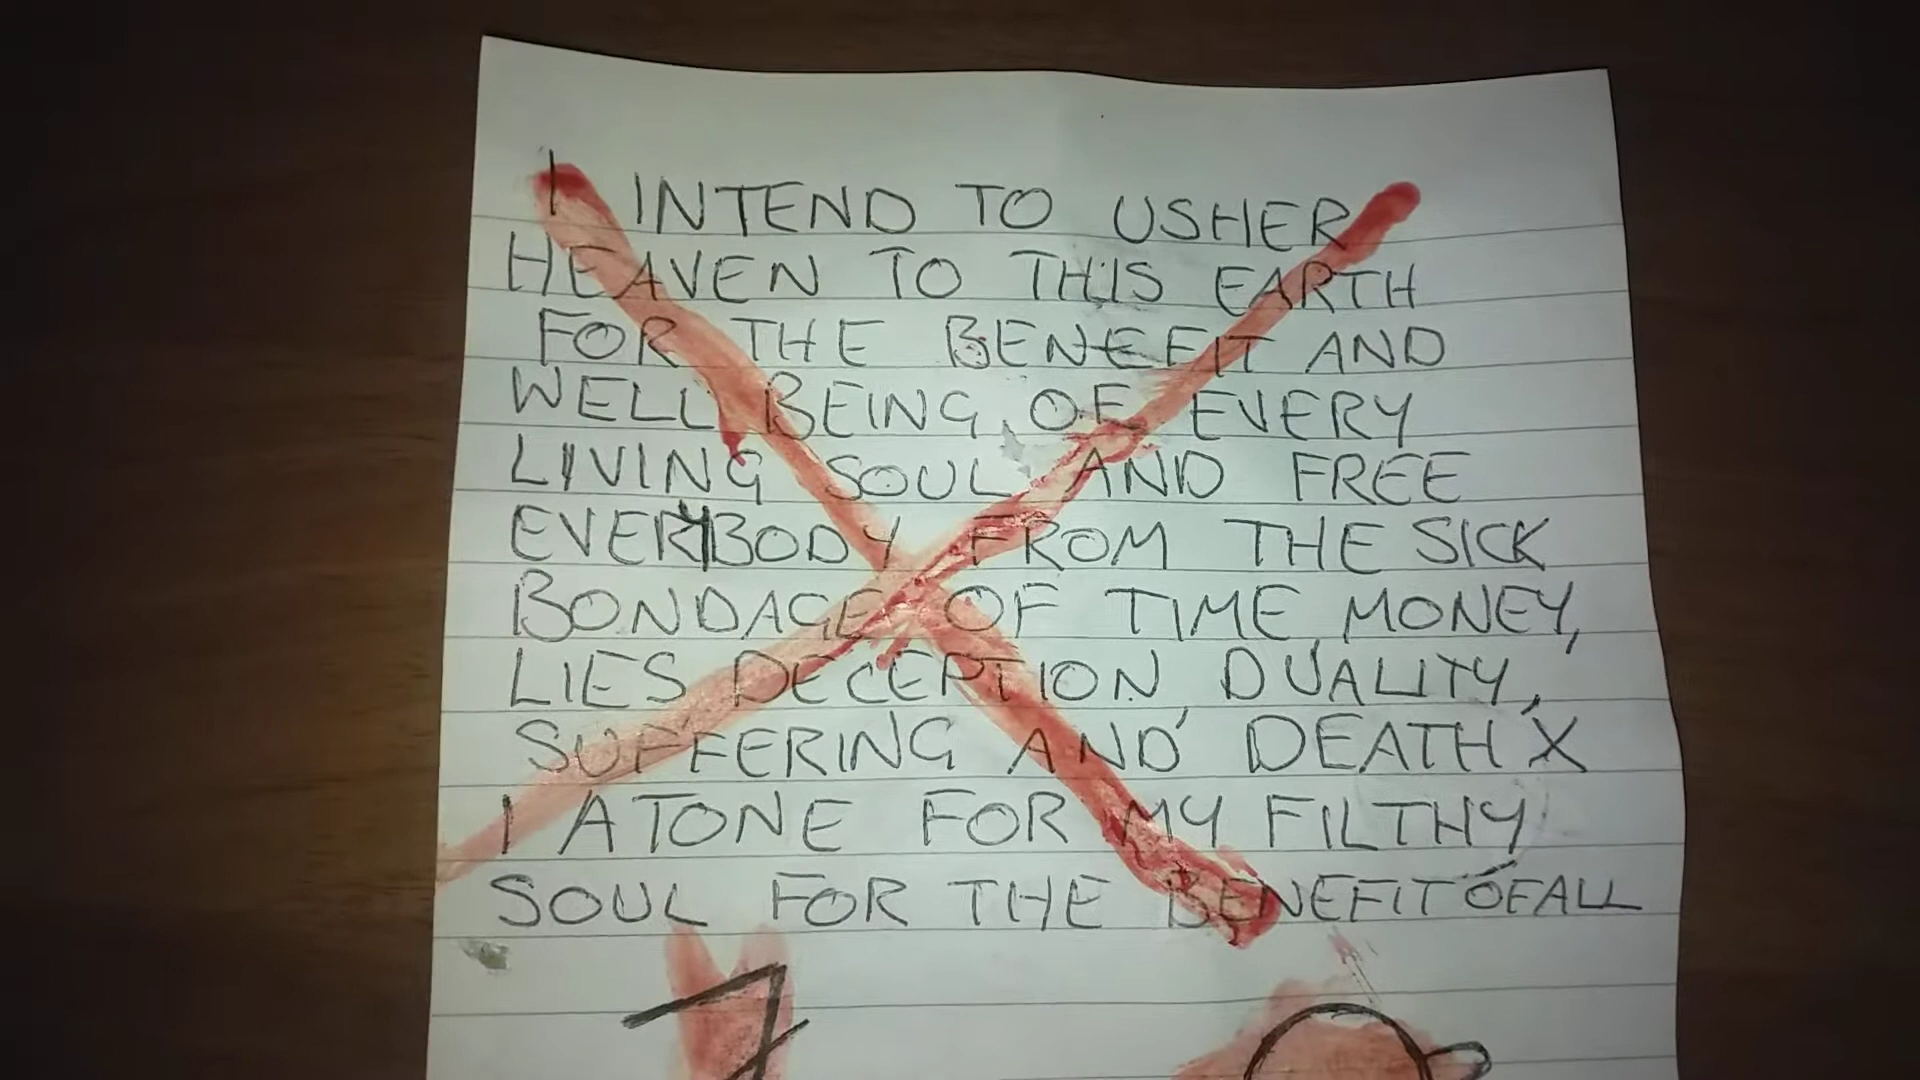 I INTEND TO USHER
HEAVEN TO THIS EARTH
FOR THE BENEFIT AND
WELL BEING OF EVERY
LIVING SOUL AND FREE
EVERYBODY FROM THE SICK
BONDAGE OF TIME, MONEY,
LIES DECEPTION, DUALITY,
SUFFERING AND DEATH X
I ATONE FOR MY FILTHY
SOUL FOR THE BENEFIT OF ALL